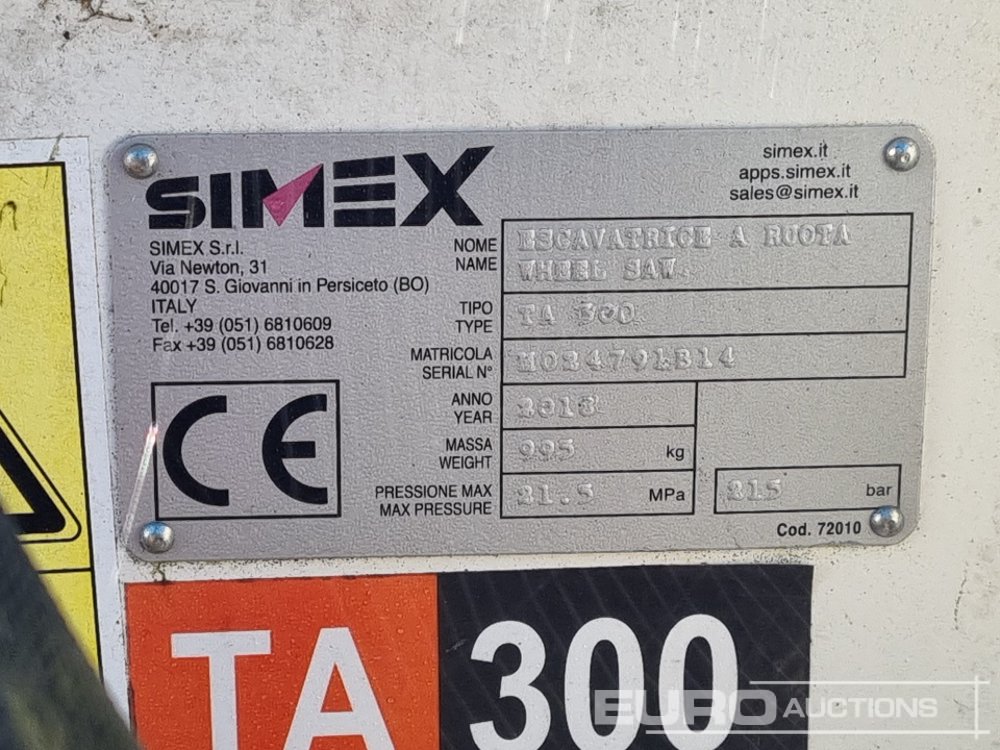 SIMEX
simex.it
apps.simex.it
sales@simex.it
SIMEX S.r.l.
Via Newton, 31
40017 S. Giovanni in Persiceto (BO)
ITALY
Tel. +39 (051) 6810609
Fax +39 (051) 6810628
NOME ESCAVATRICE A RUOTA
NAME WHEEL SAW
TIPO
TYPE TA 300
MATRICOLA
SERIAL N° M024791B14
ANNO
YEAR
MASSA
WEIGHT 995 kg
PRESSIONE MAX
MAX PRESSURE 21.5 MPa 215 bar
CE
Cod. 72010
TA 300
EURO AUCTIONS